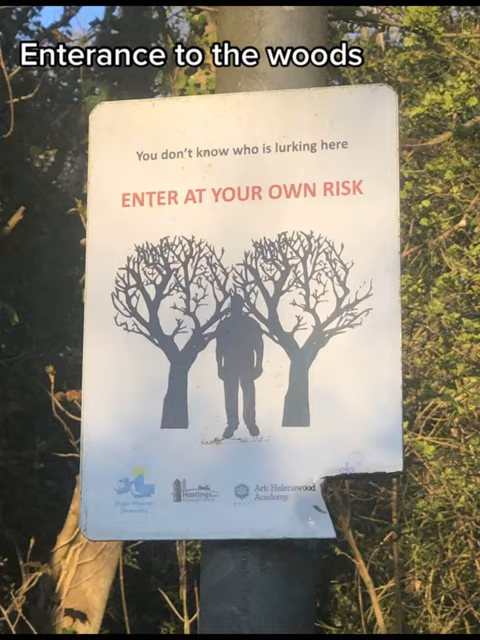 Enterance to the woods
You don't know who is lurking here
ENTER AT YOUR OWN RISK
Hastings
Ark Helenswood
Academy